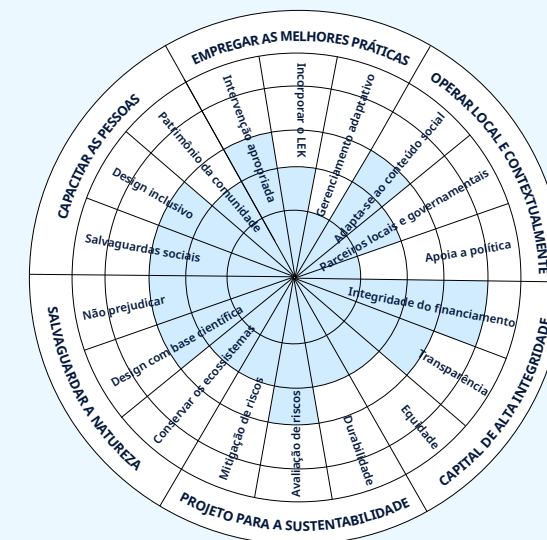 EMPREGAR AS MELHORES PRÁTICAS
OPERAR LOCAL E CONTEXTUALMENTE
CAPITAL DE ALTA INTEGRIDADE
PROJETO PARA A SUSTENTABILIDADE
SALVAGUARDAR A NATUREZA
CAPACITAR AS PESSOAS
Intervenção apropriada
Incorporar o LEK
Gerenciamento adaptativo
Adapta-se ao conteúdo social
Parceiros locais e governamentais
Apoia a política
Integridade do financiamento
Transparência
Equidade
Durabilidade
Avaliação de riscos
Mitigação de riscos
Conservar os ecossistemas
Design com base científica
Não prejudicar
Salvaguardas sociais
Design inclusivo
Patrimônio da comunidade